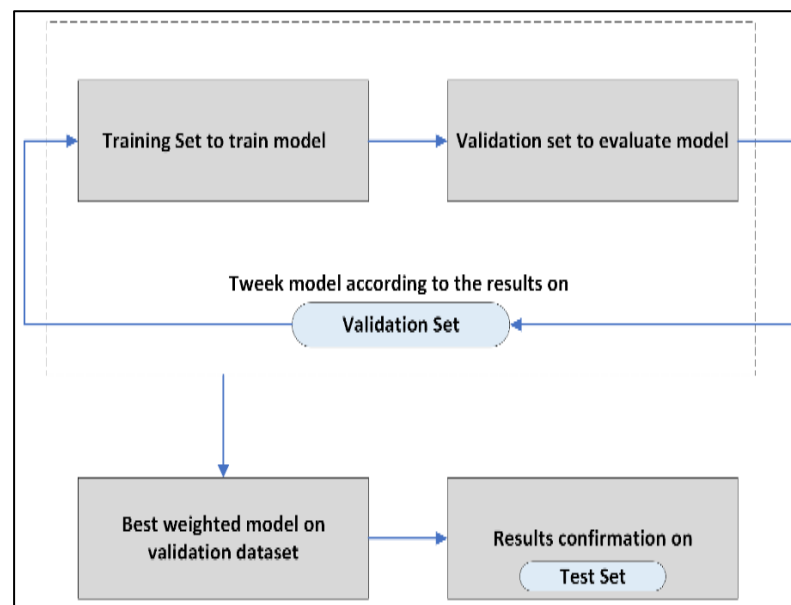 Training Set to train model
Validation set to evaluate model
Tweek model according to the results on
Validation Set
Best weighted model on
validation dataset
Results confirmation on
Test Set